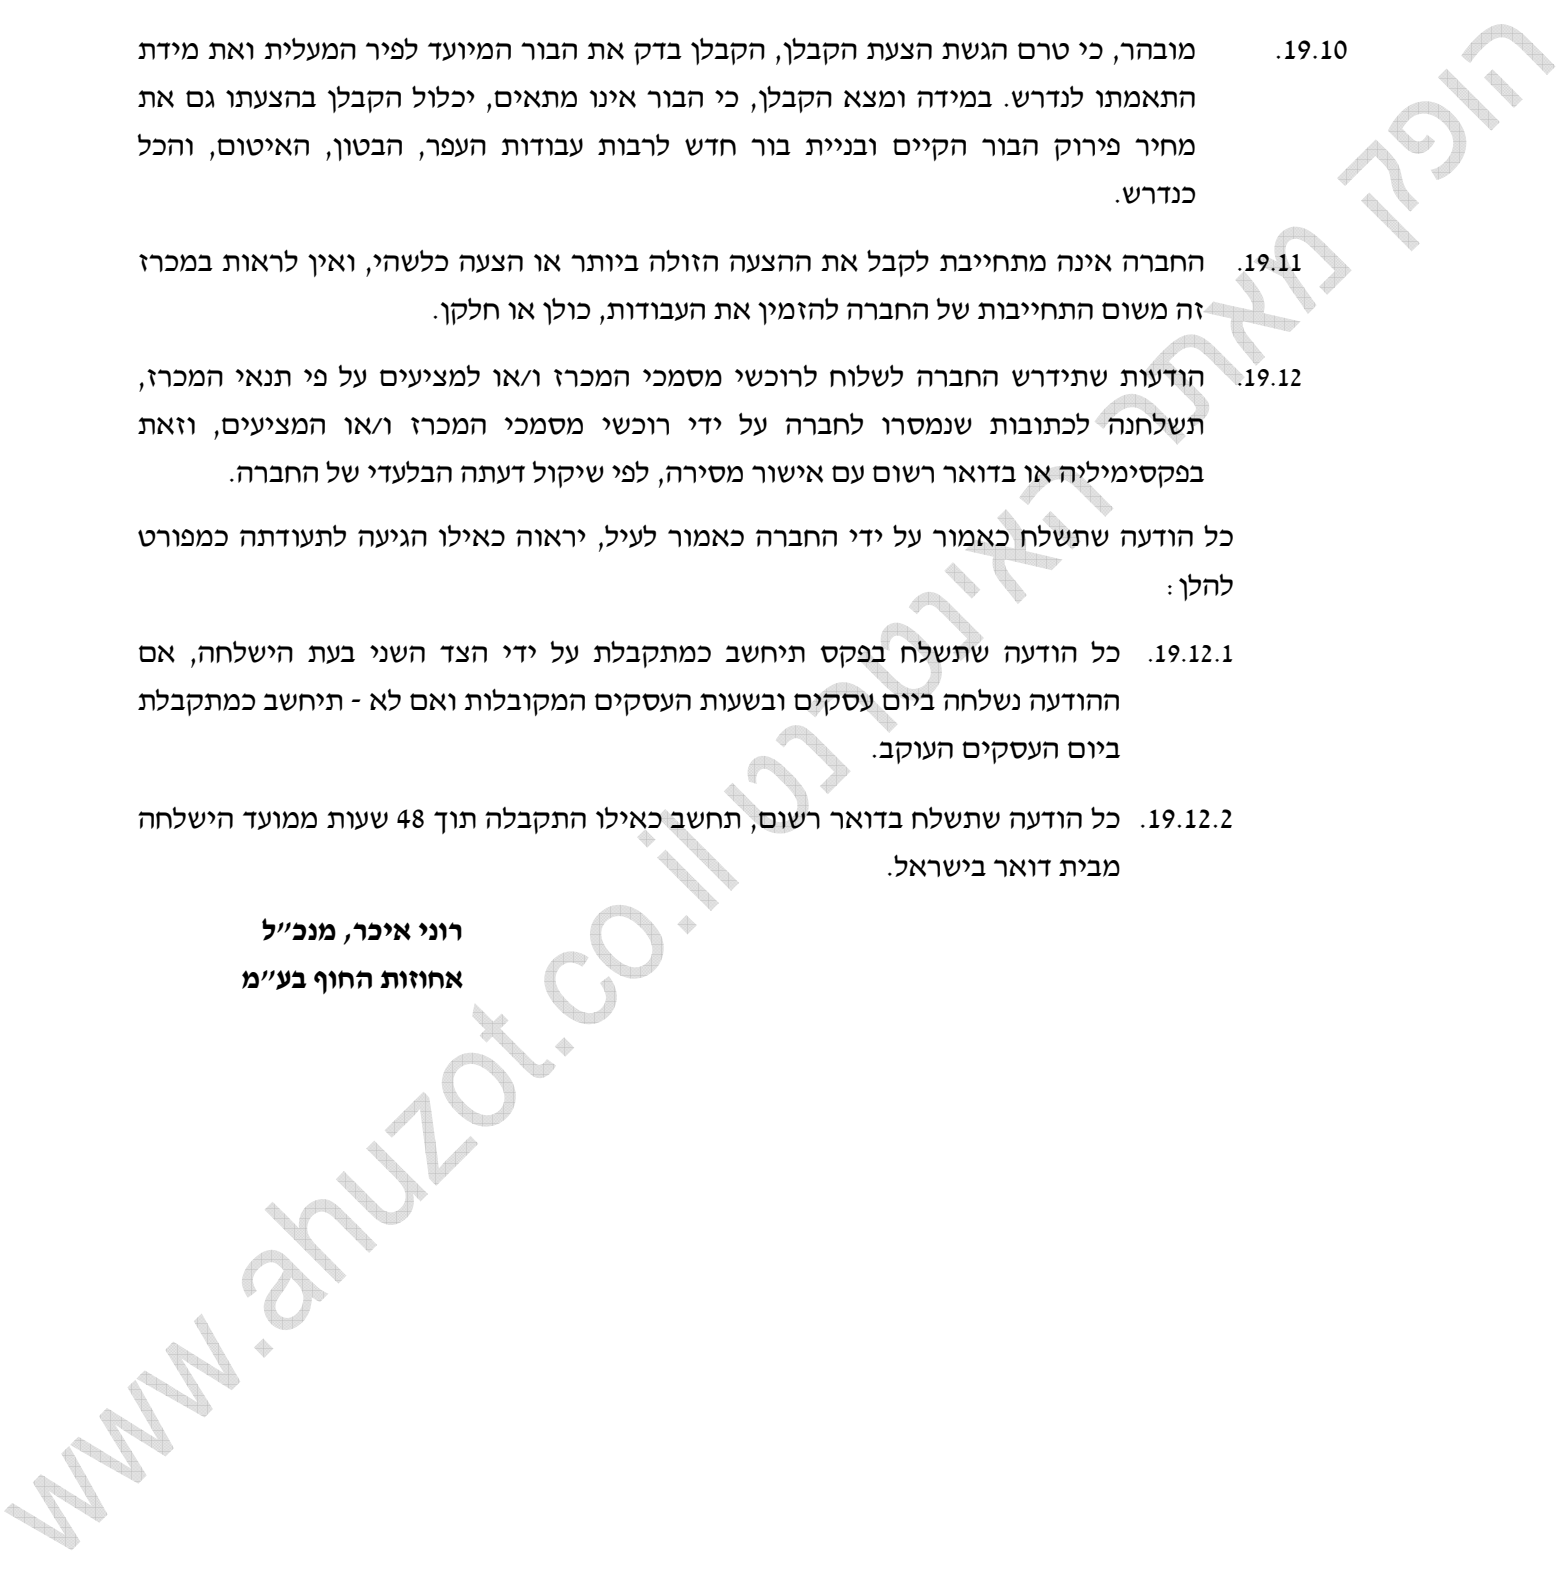 19.10. מובהר, כי טרם הגשת הצעת הקבלן, הקבלן בדק את הבור המיועד לפיר המעלית ואת מידת
התאמתו לנדרש. במידה ומצא הקבלן, כי הבור אינו מתאים, יכלול הקבלן בהצעתו גם את
מחיר פירוק הבור הקיים ובניית בור חדש לרבות עבודות העפר, הבטון, האיטום, והכל
כנדרש.
19.11. החברה אינה מתחייבת לקבל את ההצעה הזולה ביותר או הצעה כלשהי, ואין לראות במכרז
זה משום התחייבות של החברה להזמין את העבודות, כולן או חלקן.
19.12. הודעות שתידרש החברה לשלוח לרוכשי מסמכי המכרז ו/או למציעים על פי תנאי המכרז,
תשלחנה לכתובות שנמסרו לחברה על ידי רוכשי מסמכי המכרז ו/או המציעים, וזאת
בפקסימיליה או בדואר רשום עם אישור מסירה, לפי שיקול דעתה הבלעדי של החברה.
כל הודעה שתשלח כאמור על ידי החברה כאמור לעיל, יראוה כאילו הגיעה לתעודתה כמפורט
להלן:
19.12.1. כל הודעה שתשלח בפקס תיחשב כמתקבלת על ידי הצד השני בעת הישלחה, אם
ההודעה נשלחה ביום עסקים ובשעות העסקים המקובלות ואם לא - תיחשב כמתקבלת
ביום העסקים העוקב.
19.12.2. כל הודעה שתשלח בדואר רשום, תחשב כאילו התקבלה תוך 48 שעות ממועד הישלחה
מבית דואר בישראל.
רוני איכר, מנכ"ל
אחוזות החוף בע"מ
הופק מאתר האינטרנט www.ahuzot.co.il